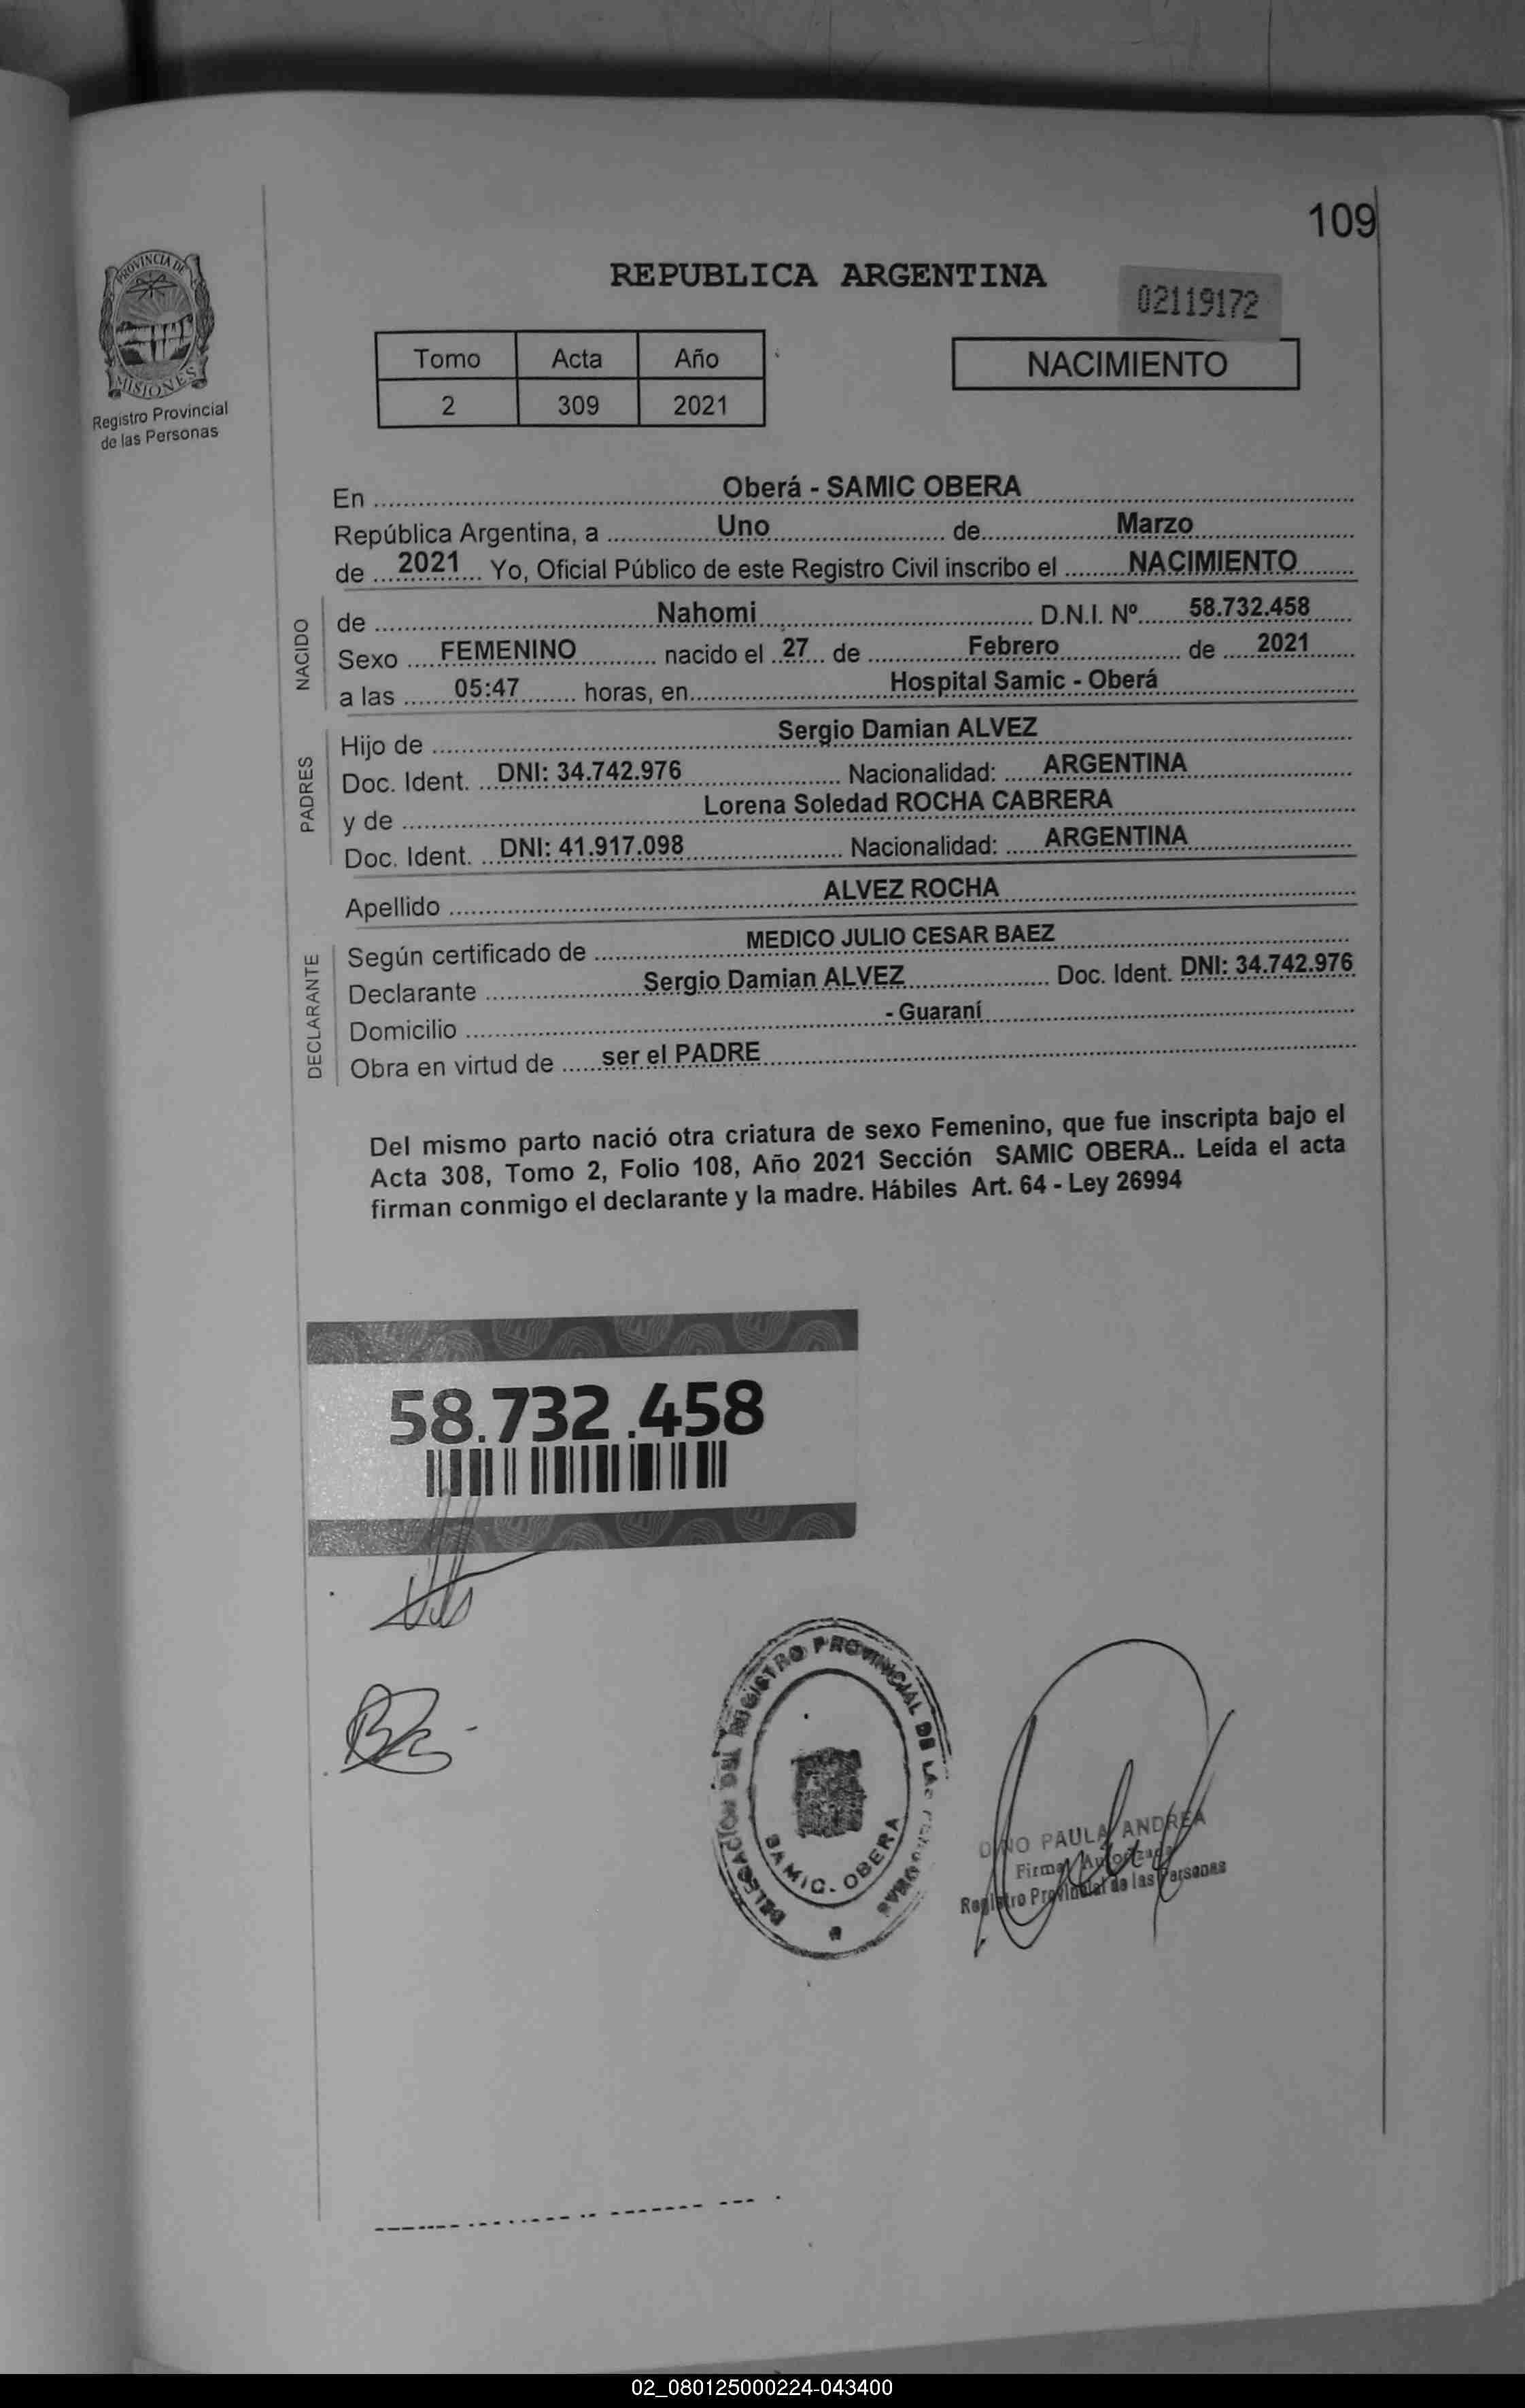 109
PROVINCIA DE
MISIONES
Registro Provincial
de las Personas
REPUBLICA ARGENTINA
02119172
Tomo Acta Año
2 309 2021
NACIMIENTO
En Oberá - SAMIC OBERA
República Argentina, a Uno de Marzo
de 2021 Yo, Oficial Público de este Registro Civil inscribo el NACIMIENTO
NACIDO
de Nahomi D.N.I. Nº 58.732.458
Sexo FEMENINO nacido el 27 de Febrero de 2021
a las 05:47 horas, en Hospital Samic - Oberá
PADRES
Hijo de Sergio Damian ALVEZ
Doc. Ident. DNI: 34.742.976 Nacionalidad: ARGENTINA
y de Lorena Soledad ROCHA CABRERA
Doc. Ident. DNI: 41.917.098 Nacionalidad: ARGENTINA
Apellido ALVEZ ROCHA
DECLARANTE
Según certificado de MEDICO JULIO CESAR BAEZ
Declarante Sergio Damian ALVEZ Doc. Ident. DNI: 34.742.976
Domicilio - Guaraní
Obra en virtud de ser el PADRE
Del mismo parto nació otra criatura de sexo Femenino, que fue inscripta bajo el
Acta 308, Tomo 2, Folio 108, Año 2021 Sección SAMIC OBERA.. Leída el acta
firman conmigo el declarante y la madre. Hábiles Art. 64 - Ley 26994
58.732.458
DELEGACION DEL REGISTRO PROVINCIAL DE LAS PERSONAS
SAMIC. OBERA
PAULA ANDREA
Firma Autorizada
Registro Provincial de las Personas
02_080125000224-043400